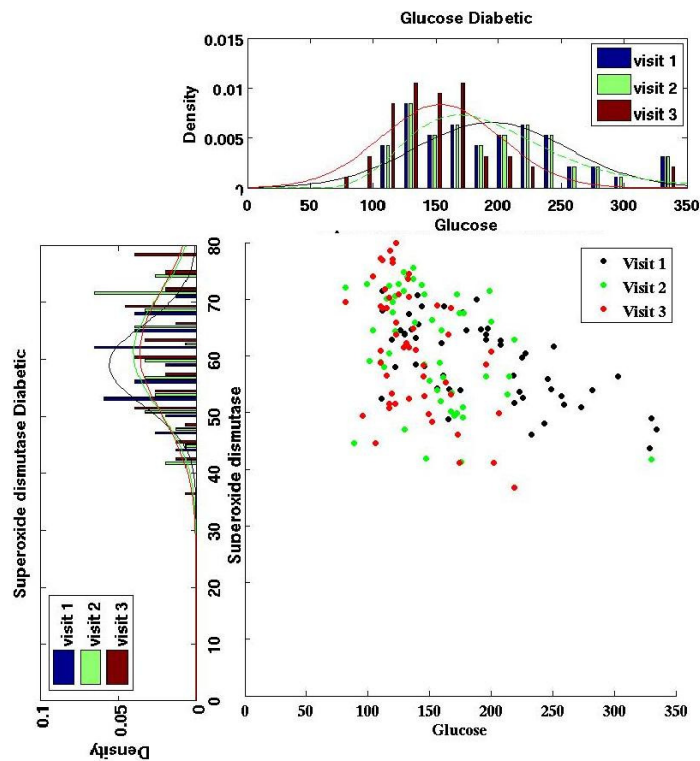 Glucose Diabetic
0.015
0.01
0.005
0
Density
visit 1
visit 2
visit 3
0 50 100 150 200 250 300 350
Glucose
Superoxide dismutase Diabetic
visit 1
visit 2
visit 3
0.1 0.05 0
Density
0 10 20 30 40 50 60 70 80
Superoxide dismutase
Visit 1
Visit 2
Visit 3
0 50 100 150 200 250 300 350
Glucose